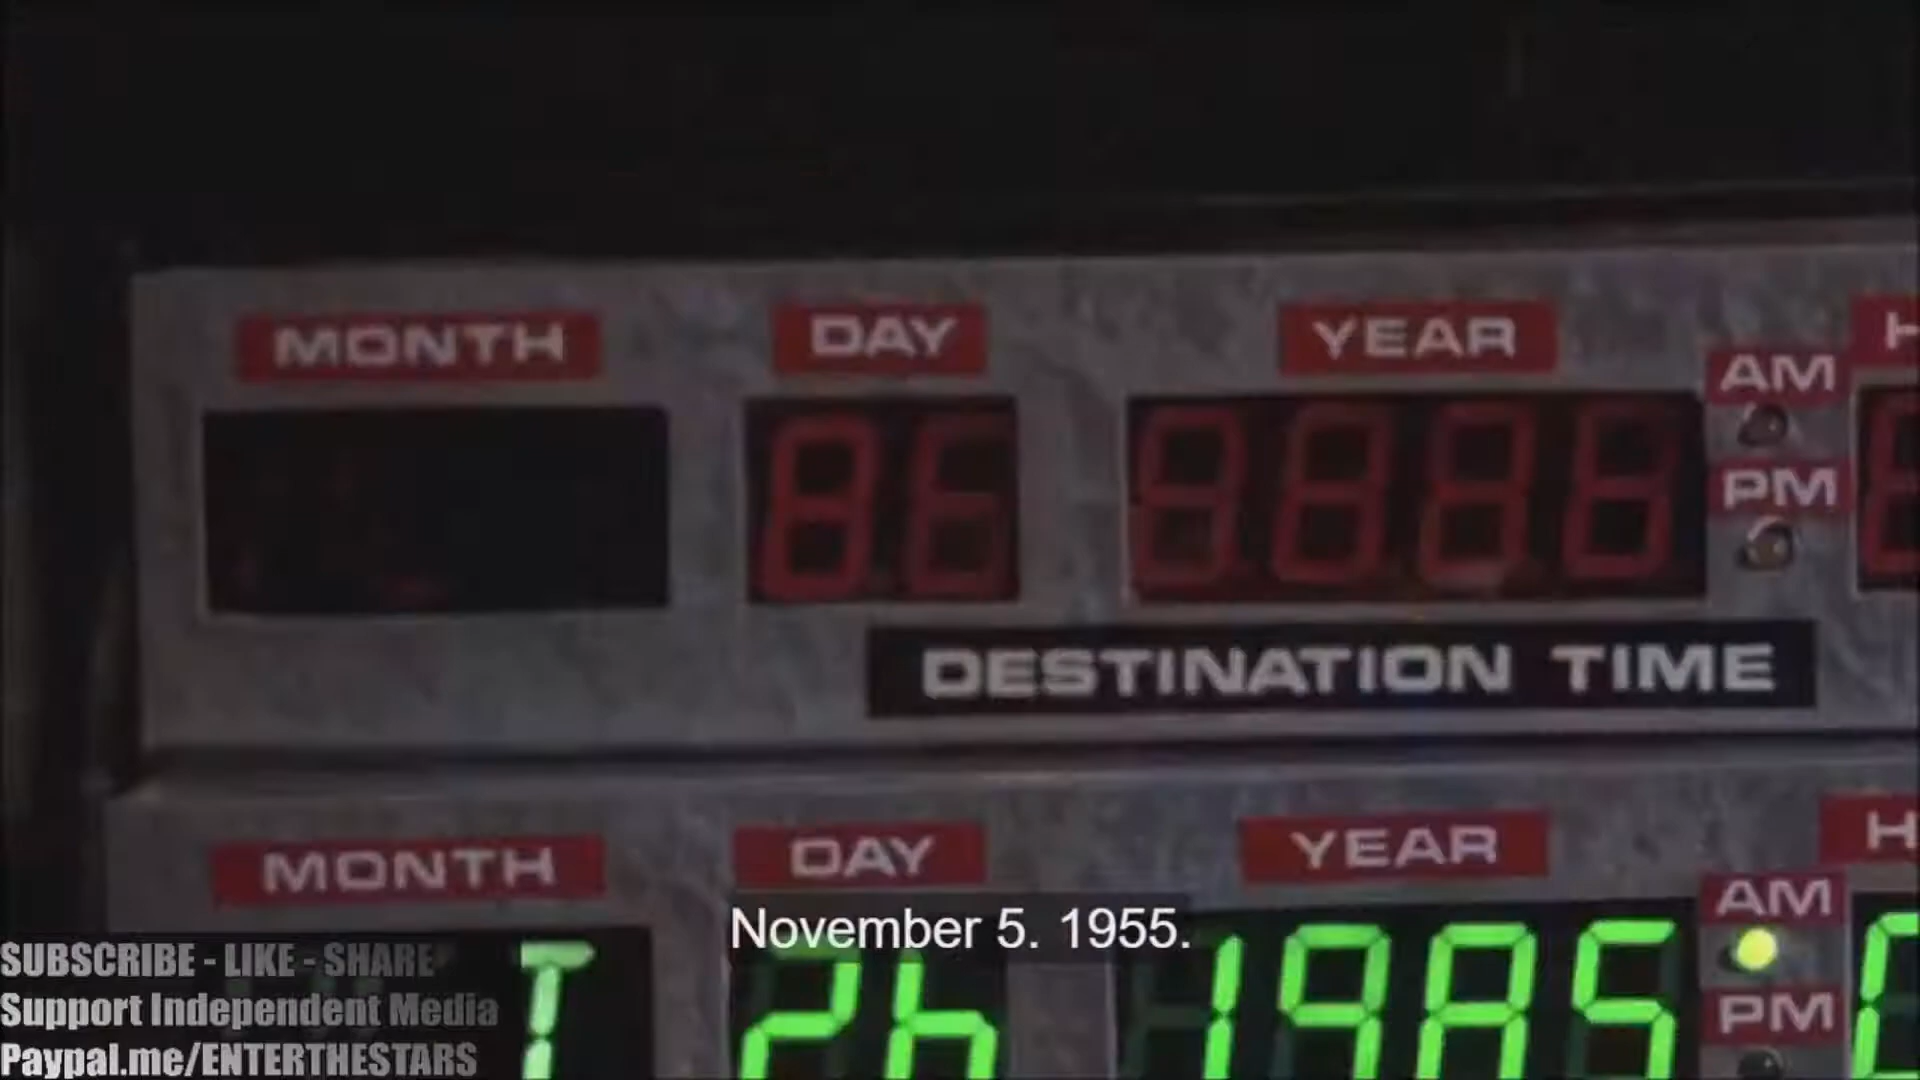 MONTH DAY YEAR
AM
PM
DESTINATION TIME
MONTH DAY YEAR
AM
November 5. 1955.
T 26 1985
PM
SUBSCRIBE - LIKE - SHARE
Support Independent Media
Paypal.me/ENTERTHESTARS